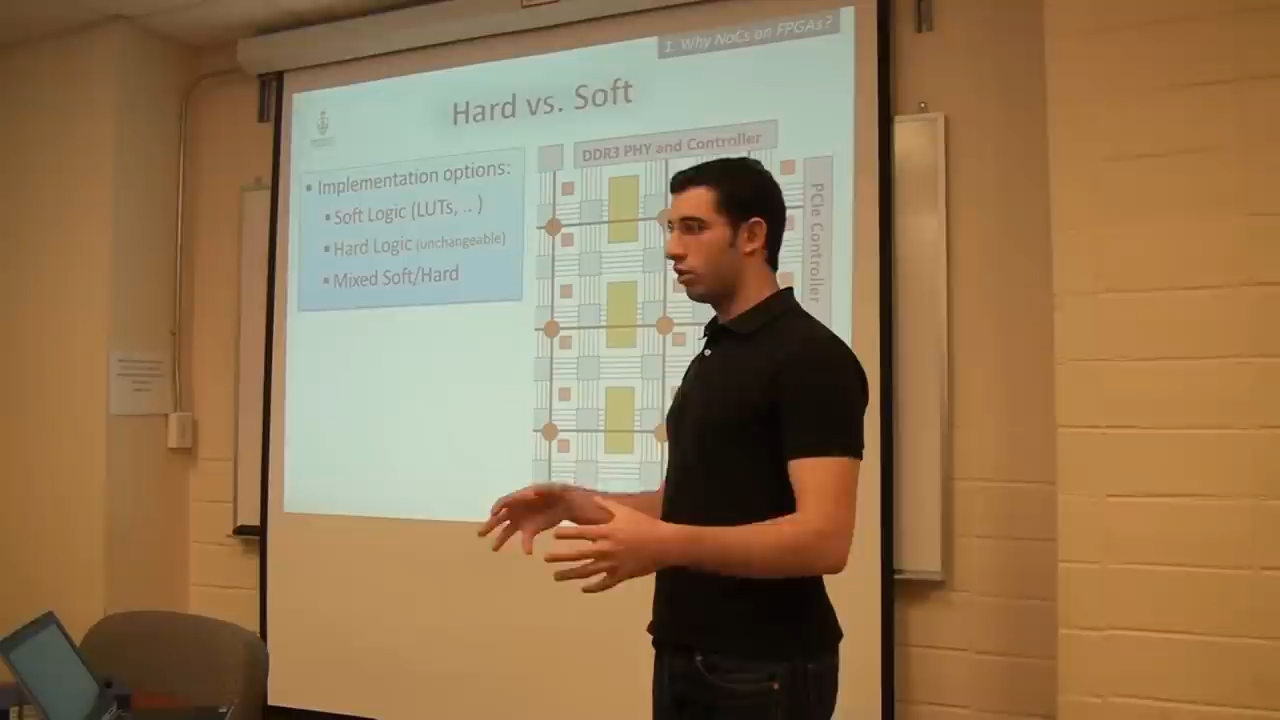 1. Why NoCs on FPGAs?
Hard vs. Soft
▪ Implementation options:
▪ Soft Logic (LUTs, .. )
▪ Hard Logic (unchangeable)
▪ Mixed Soft/Hard
DDR3 PHY and Controller
PCIe Controller